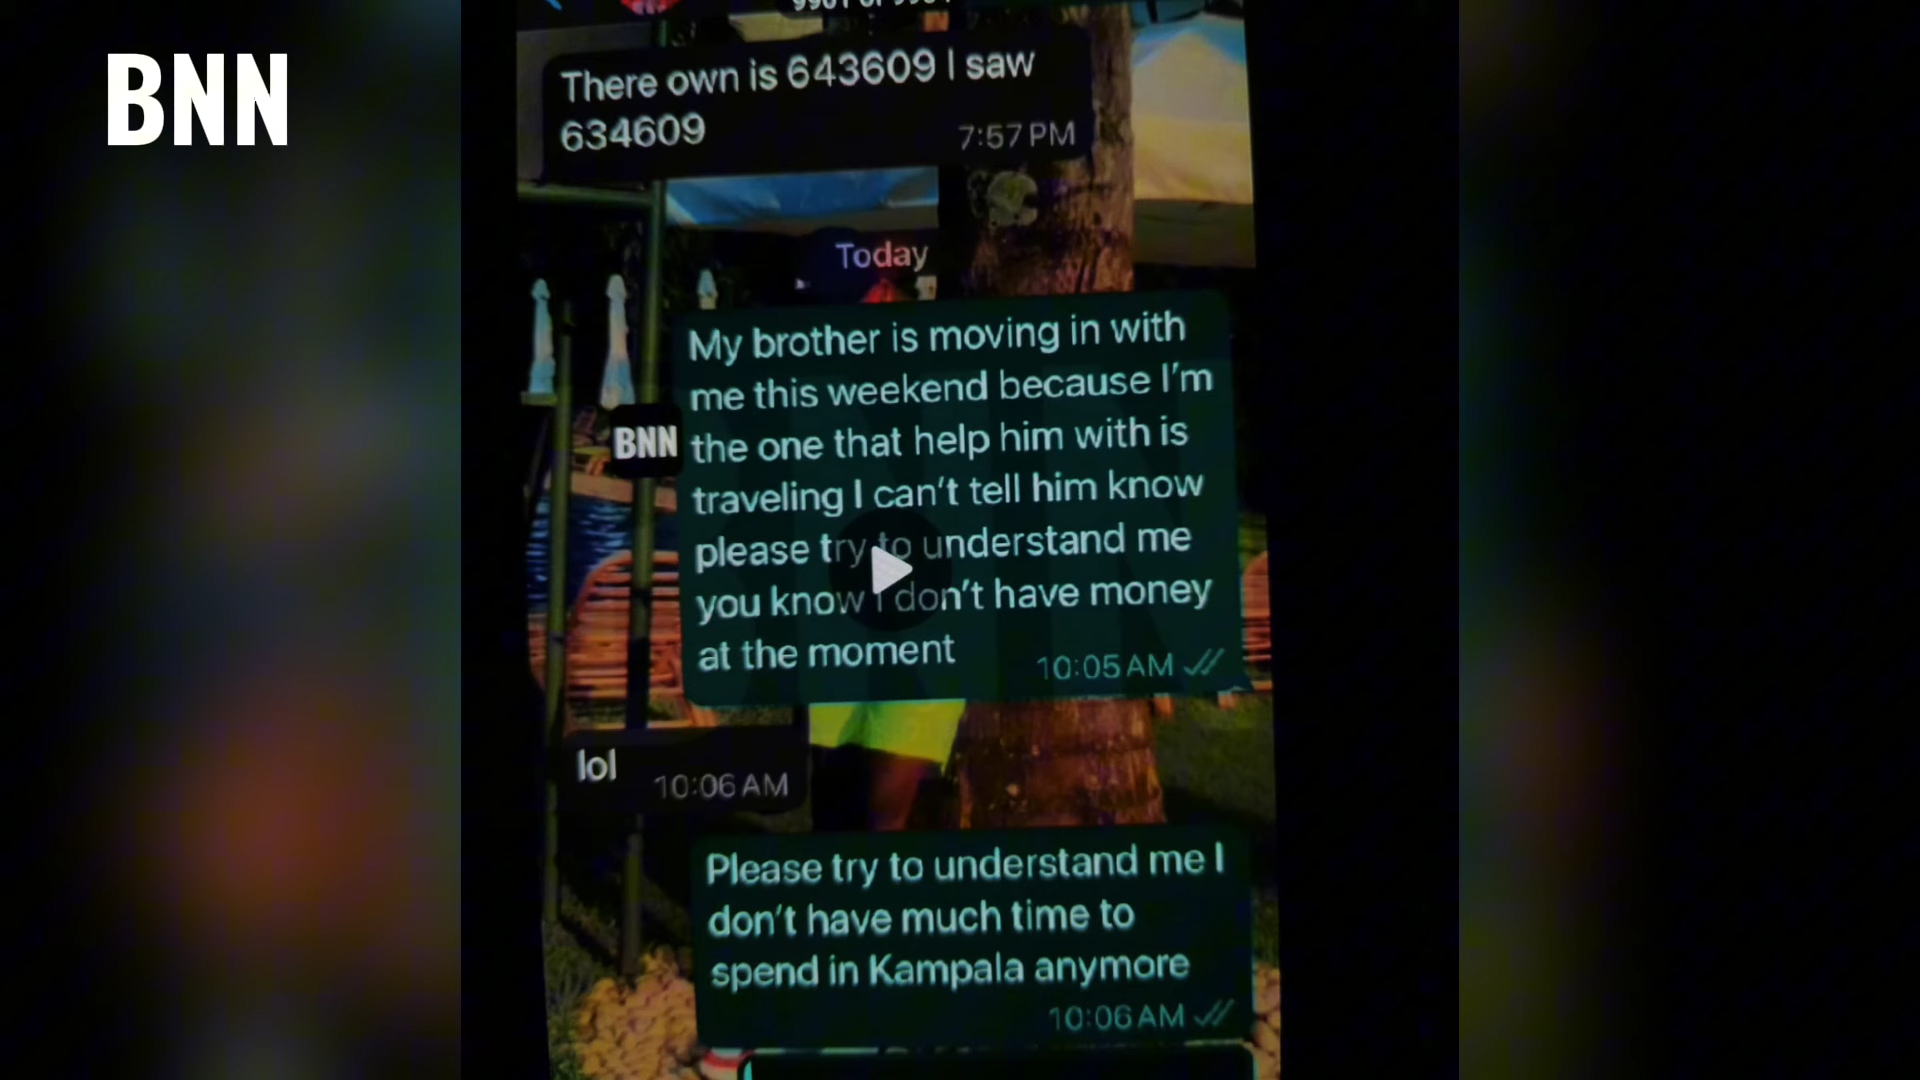 BNN
There own is 643609 I saw
634609
7:57 PM
Today
My brother is moving in with
me this weekend because I'm
BNN
the one that help him with is
traveling I can't tell him know
please try to understand me
you know I don't have money
at the moment
10:05 AM
lol
10:06 AM
Please try to understand me I
don't have much time to
spend in Kampala anymore
10:06 AM